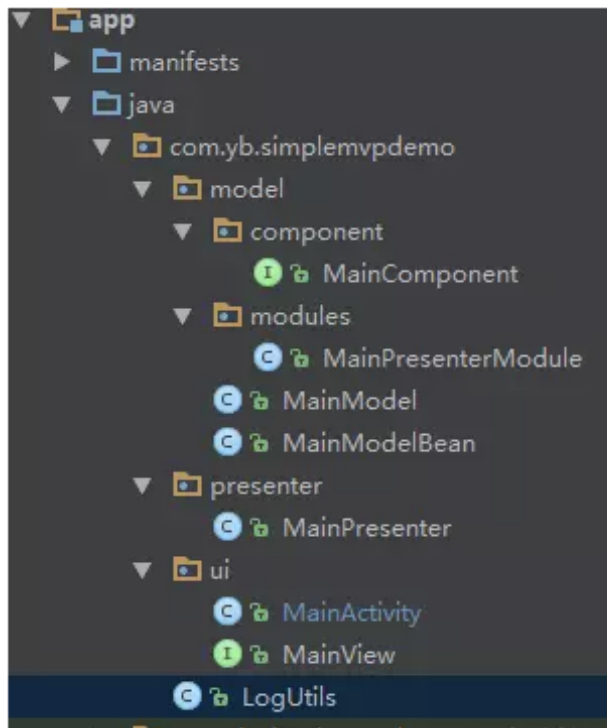 app
manifests
java
com.yb.simplemvpdemo
model
component
MainComponent
modules
MainPresenterModule
MainModel
MainModelBean
presenter
MainPresenter
ui
MainActivity
MainView
LogUtils